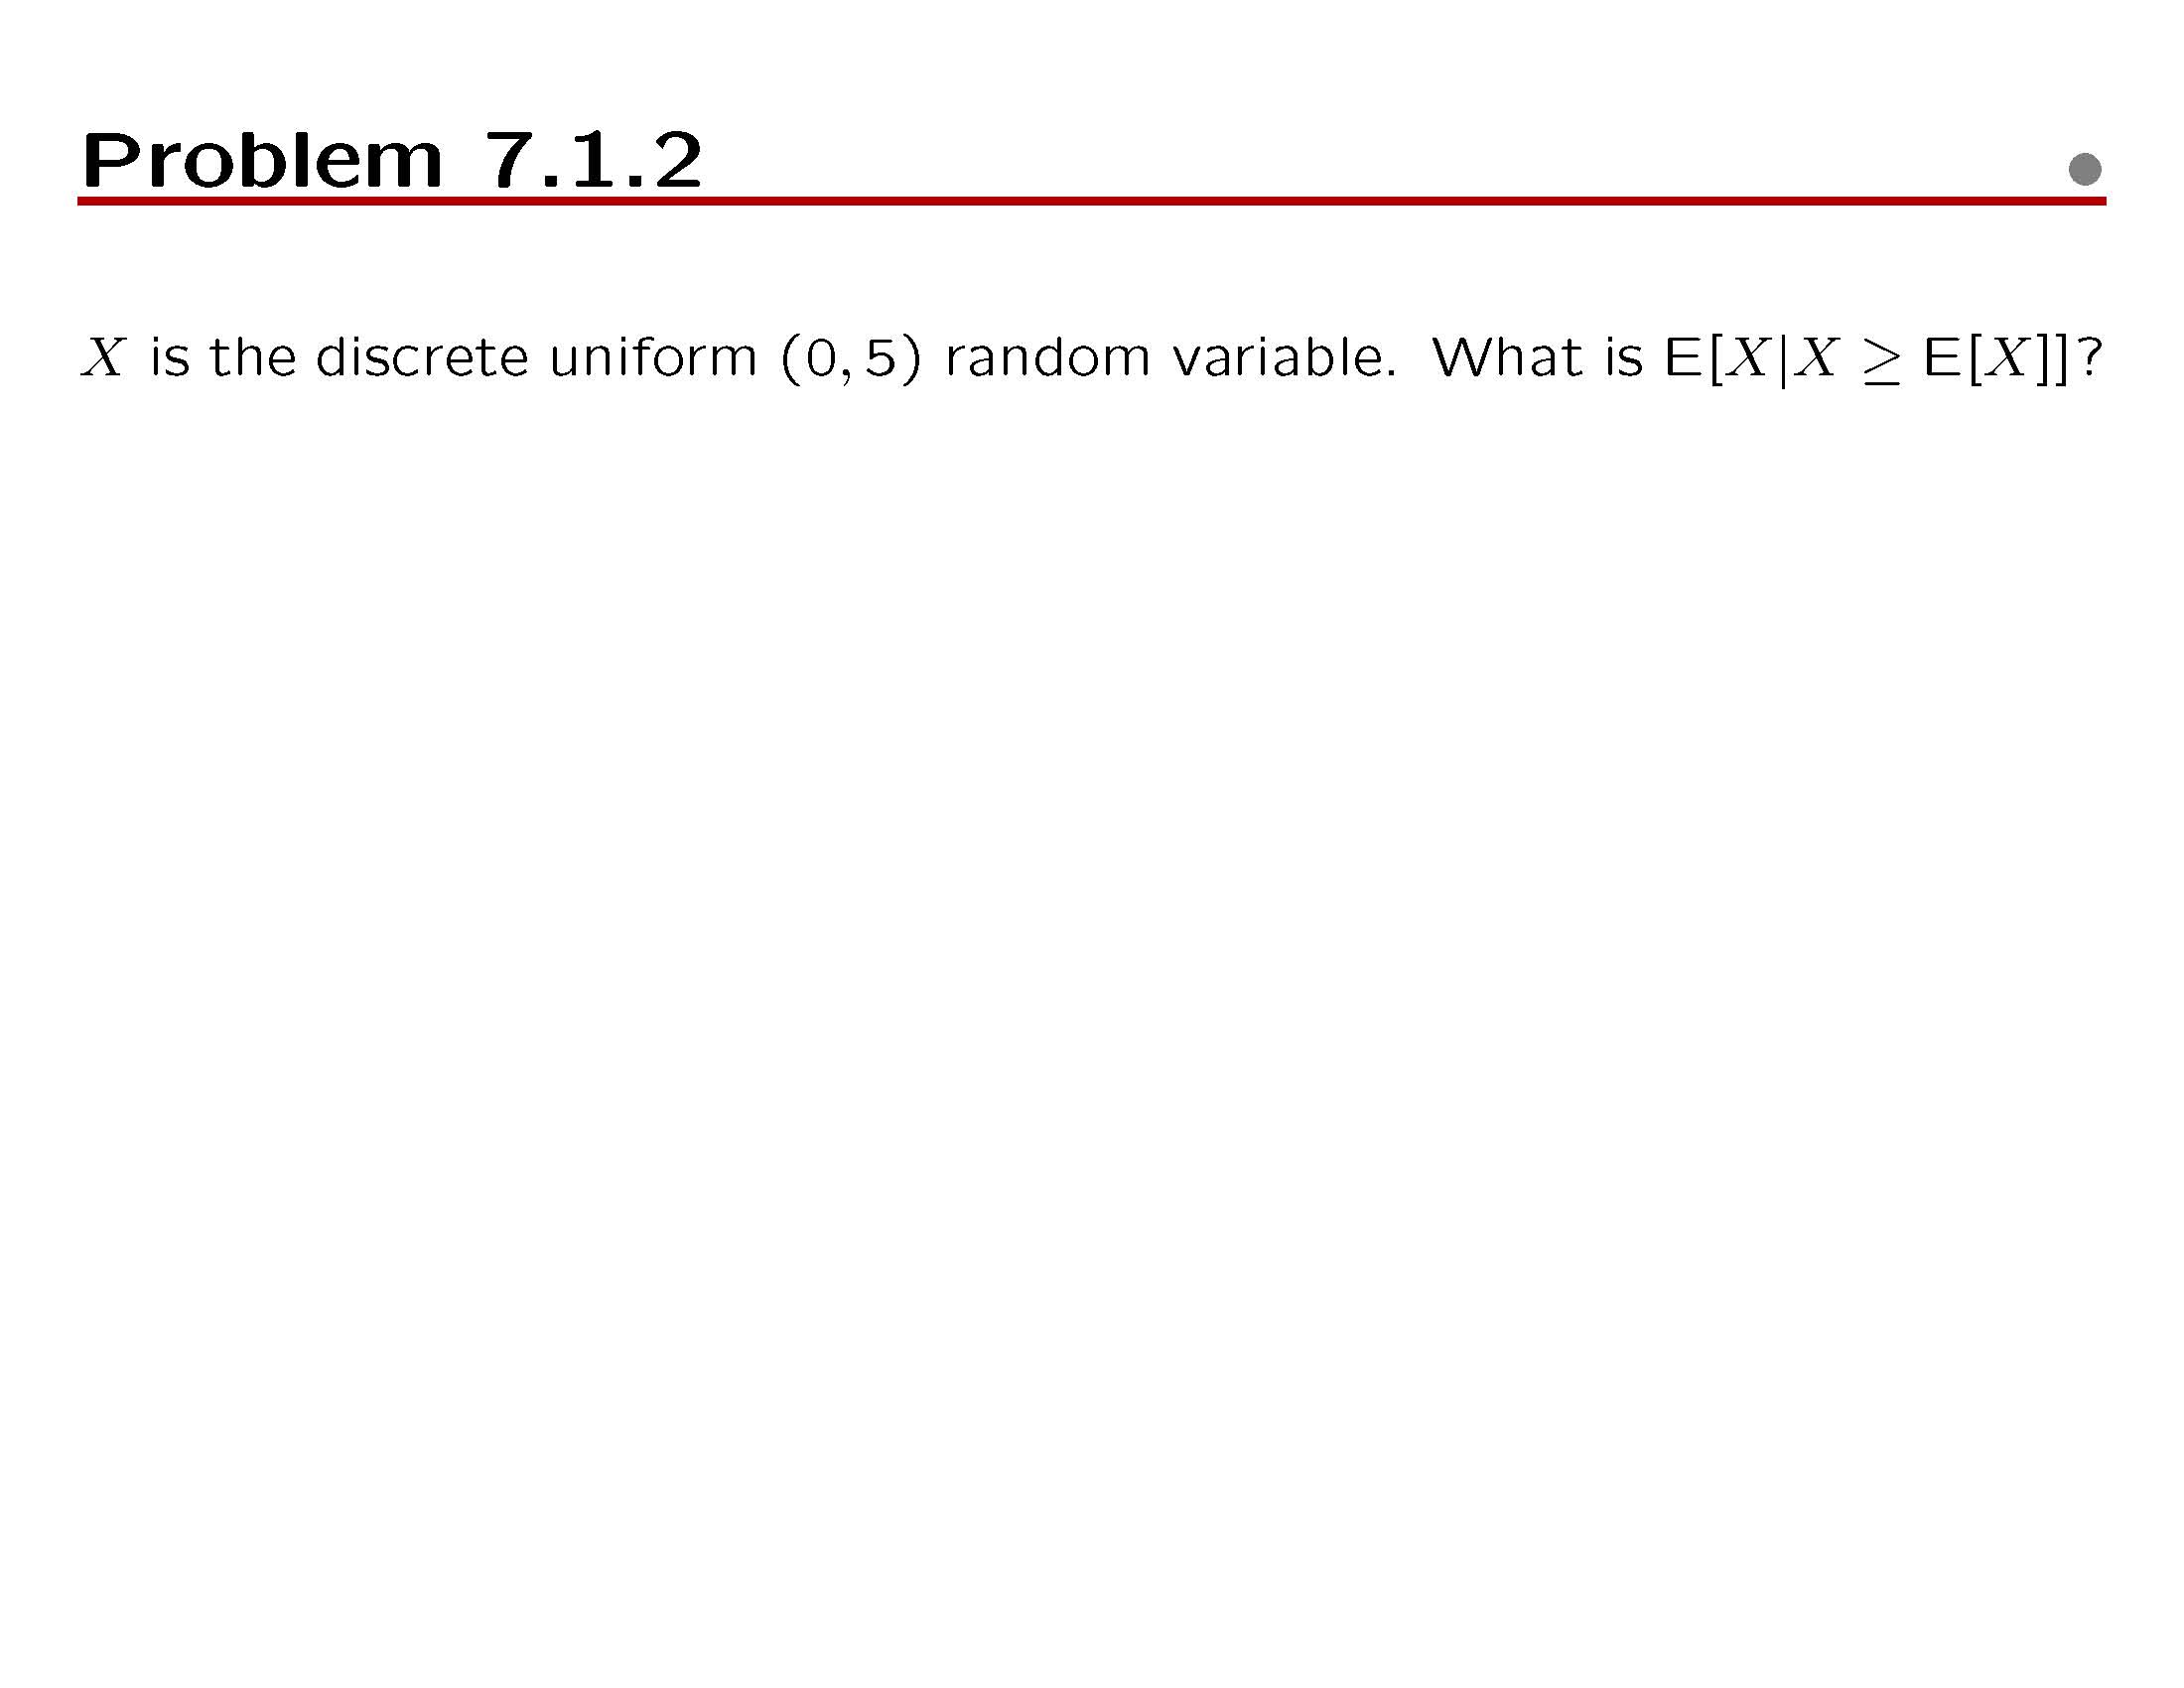 Problem 7.1.2
X is the discrete uniform (0, 5) random variable. What is E[X|X ≥ E[X]]?